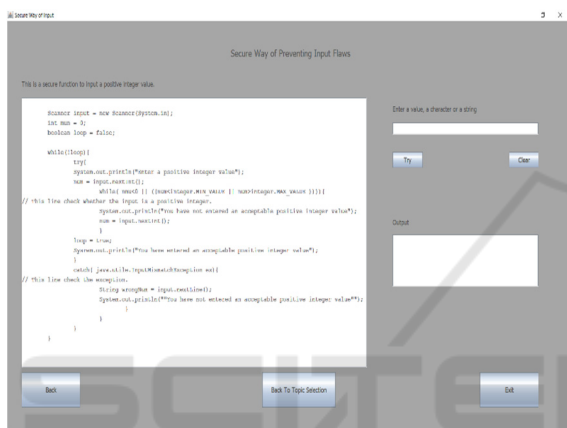 Secure Way of Input
Secure Way of Preventing Input Flaws
This is a secure function to input a positive integer value.
Scanner input = new Scanner(System.in);
int num = 0;
boolean loop = false;
while(!loop){
try{
System.out.println("Enter a positive integer value");
num = input.nextInt();
while( num<0 || ((num<Integer.MIN_VALUE || num>Integer.MAX_VALUE ))){
// This line check whether the input is a positive integer.
System.out.println("You have not entered an acceptable positive integer value");
num = input.nextInt();
}
loop = true;
System.out.println("You have entered an acceptable positive integer value");
}
catch( java.util.InputMismatchException ex){
// This line check the exception.
String wrongNum = input.nextLine();
System.out.println(""You have not entered an acceptable positive integer value"");
}
}
}
}
Enter a value, a character or a string
Try
Clear
Output
Back
Back To Topic Selection
Exit